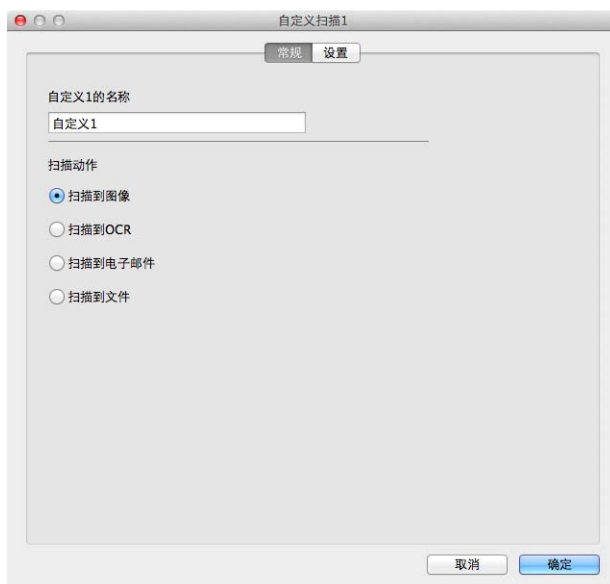 自定义扫描1
常规 设置
自定义1的名称
自定义1
扫描动作
扫描到图像
扫描到OCR
扫描到电子邮件
扫描到文件
取消 确定